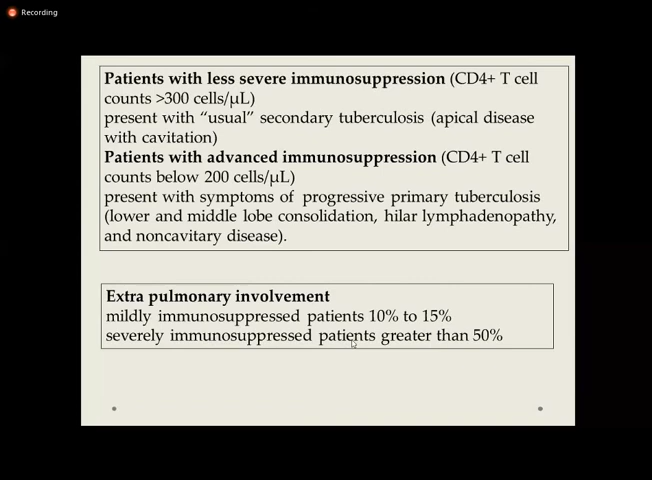 Recording
Patients with less severe immunosuppression (CD4+ T cell
counts >300 cells/μL)
present with “usual” secondary tuberculosis (apical disease
with cavitation)
Patients with advanced immunosuppression (CD4+ T cell
counts below 200 cells/μL)
present with symptoms of progressive primary tuberculosis
(lower and middle lobe consolidation, hilar lymphadenopathy,
and noncavitary disease).
Extra pulmonary involvement
mildly immunosuppressed patients 10% to 15%
severely immunosuppressed patients greater than 50%